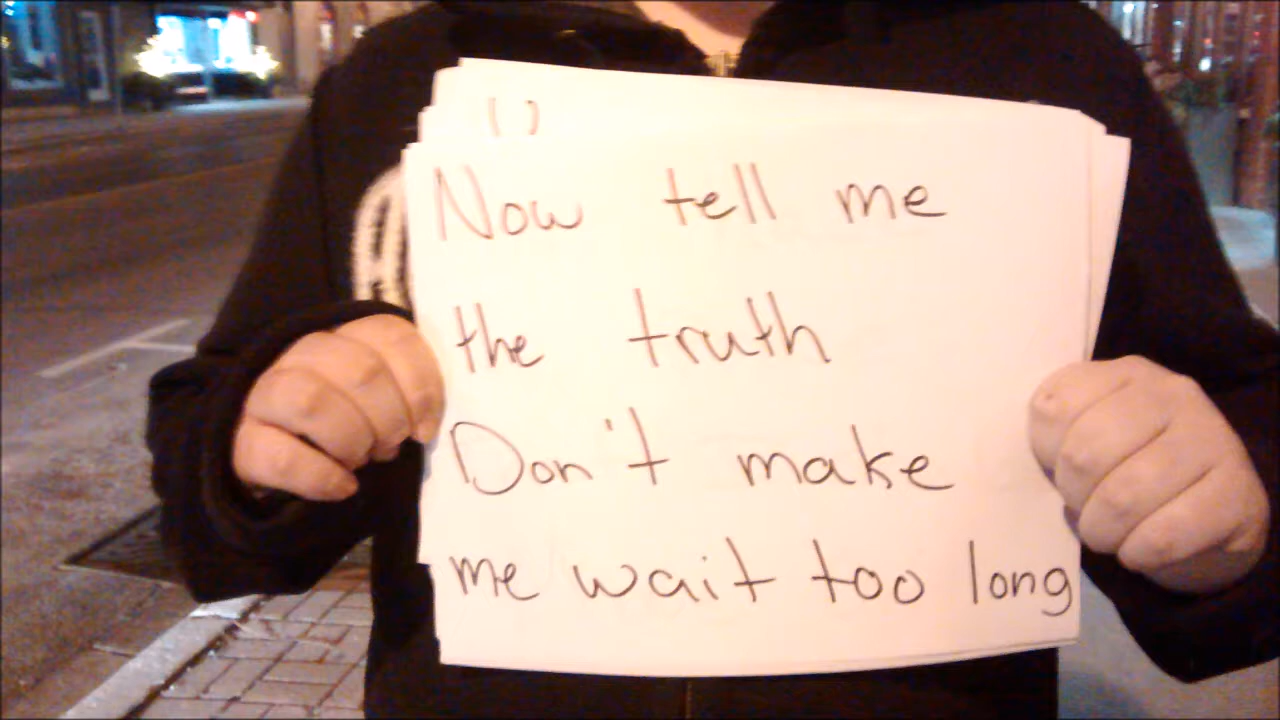 Now tell me
the truth
Don't make
me wait too long